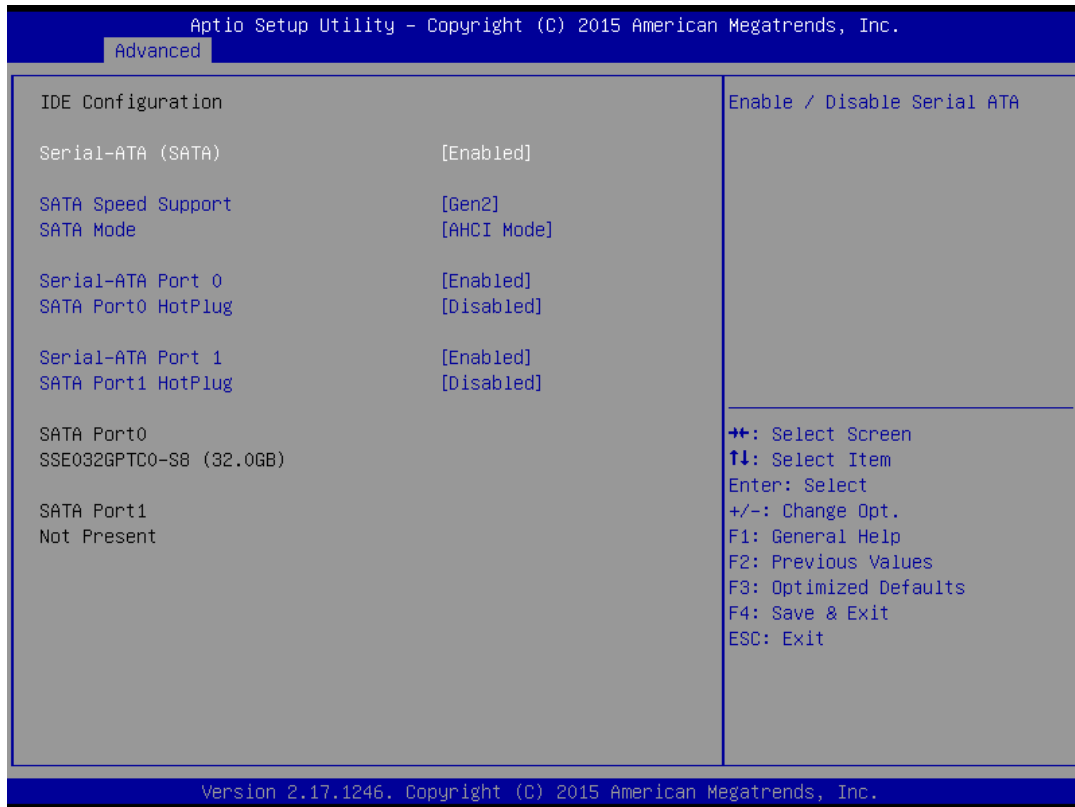 Aptio Setup Utility – Copyright (C) 2015 American Megatrends, Inc.
Advanced
IDE Configuration
Serial-ATA (SATA) [Enabled]
SATA Speed Support [Gen2]
SATA Mode [AHCI Mode]
Serial-ATA Port 0 [Enabled]
SATA Port0 HotPlug [Disabled]
Serial-ATA Port 1 [Enabled]
SATA Port1 HotPlug [Disabled]
SATA Port0
SSE032GPTC0-S8 (32.0GB)
SATA Port1
Not Present
Enable / Disable Serial ATA
→←: Select Screen
↑↓: Select Item
Enter: Select
+/-: Change Opt.
F1: General Help
F2: Previous Values
F3: Optimized Defaults
F4: Save & Exit
ESC: Exit
Version 2.17.1246. Copyright (C) 2015 American Megatrends, Inc.